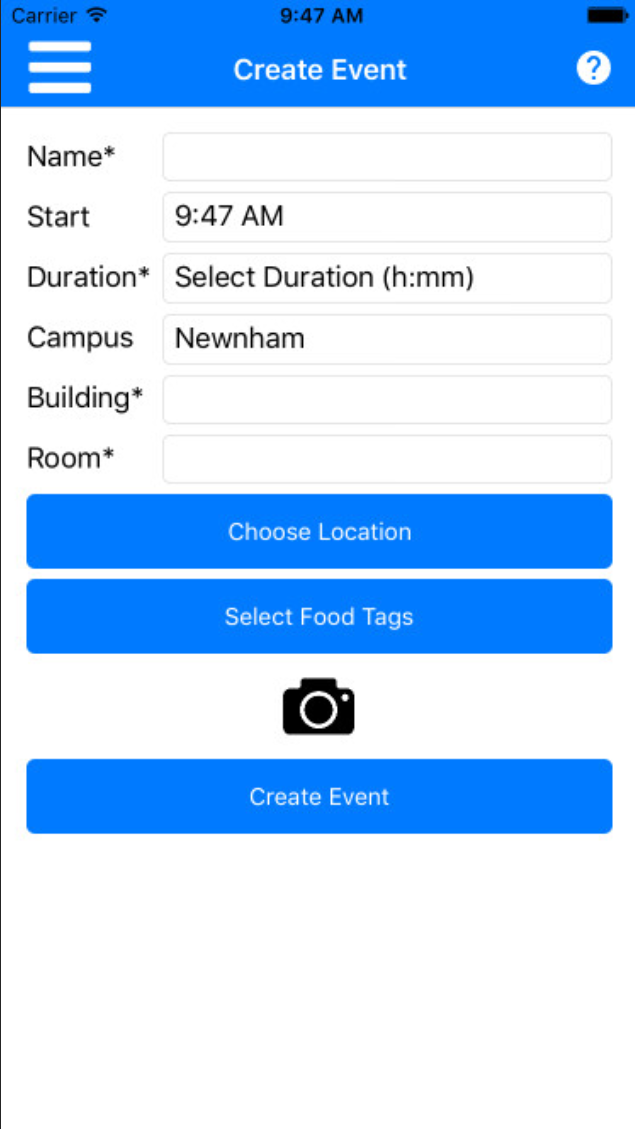 Carrier 9:47 AM
Create Event ?
Name*
Start 9:47 AM
Duration* Select Duration (h:mm)
Campus Newnham
Building*
Room*
Choose Location
Select Food Tags
Create Event